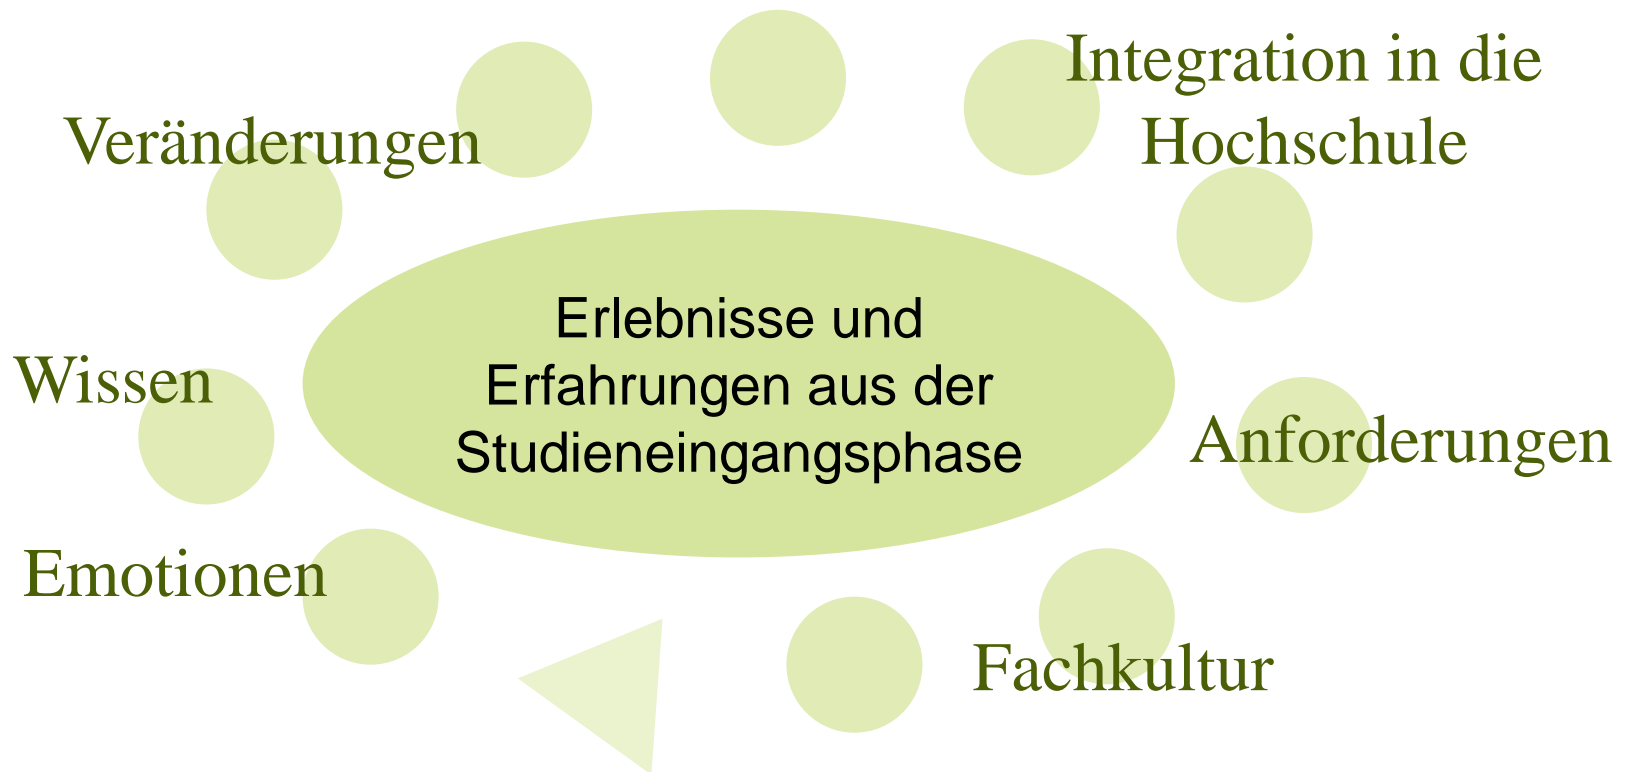 Integration in die
Hochschule
Veränderungen
Erlebnisse und
Erfahrungen aus der
Studieneingangsphase
Wissen
Anforderungen
Emotionen
Fachkultur